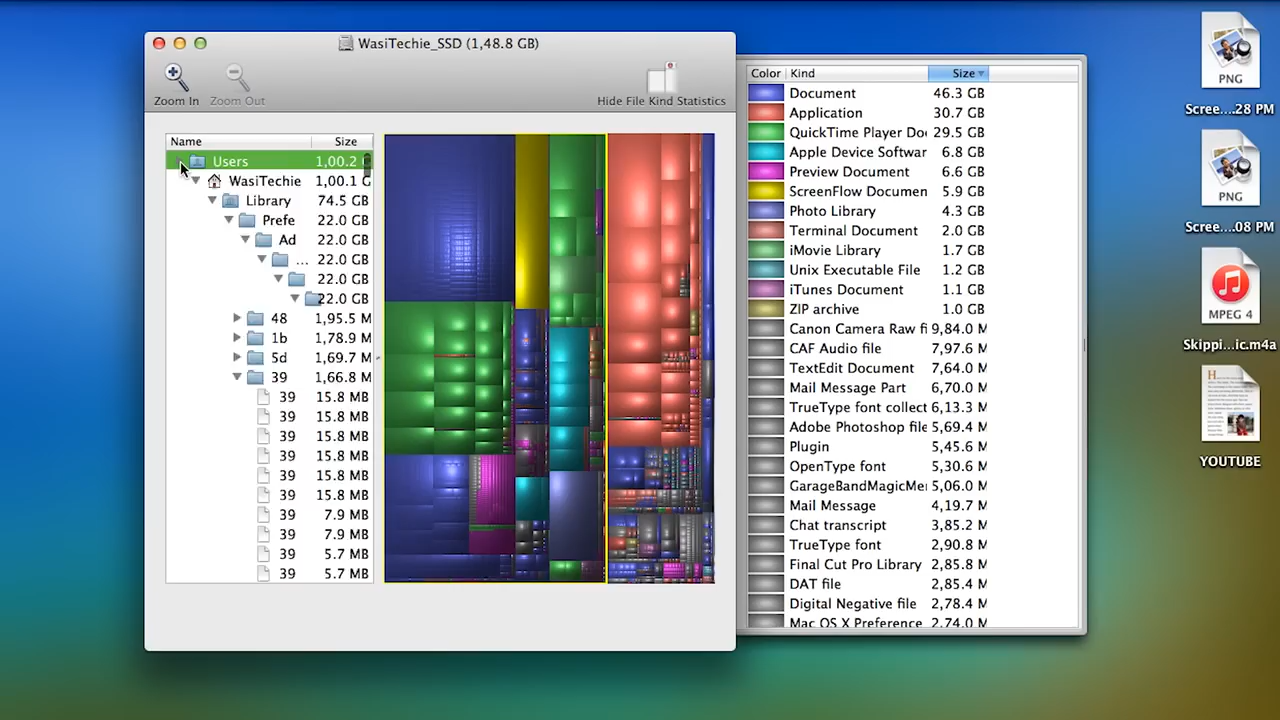 WasiTechie_SSD (1,48.8 GB)
Zoom In
Zoom Out
Hide File Kind Statistics
Name
Size
Users 1,00.2
WasiTechie 1,00.1 G
Library 74.5 GB
Prefe 22.0 GB
Ad 22.0 GB
... 22.0 GB
22.0 GB
22.0 GB
48 1,95.5 M
1b 1,78.9 M
5d 1,69.7 M
39 1,66.8 M
39 15.8 MB
39 15.8 MB
39 15.8 MB
39 15.8 MB
39 15.8 MB
39 15.8 MB
39 7.9 MB
39 7.9 MB
39 5.7 MB
39 5.7 MB
Color Kind Size
Document 46.3 GB
Application 30.7 GB
QuickTime Player Do 29.5 GB
Apple Device Softwar 6.8 GB
Preview Document 6.6 GB
ScreenFlow Documen 5.9 GB
Photo Library 4.3 GB
Terminal Document 2.0 GB
iMovie Library 1.7 GB
Unix Executable File 1.2 GB
iTunes Document 1.1 GB
ZIP archive 1.0 GB
Canon Camera Raw fi 9,84.0 M
CAF Audio file 7,97.6 M
TextEdit Document 7,64.0 M
Mail Message Part 6,70.0 M
TrueType font collect 6,13.3 M
Adobe Photoshop file 5,69.4 M
Plugin 5,45.6 M
OpenType font 5,30.6 M
GarageBandMagicMe 5,06.0 M
Mail Message 4,19.7 M
Chat transcript 3,85.2 M
TrueType font 2,90.8 M
Final Cut Pro Library 2,85.8 M
DAT file 2,85.4 M
Digital Negative file 2,78.4 M
Mac OS X Preference 2,74.0 M
PNG
Scree....28 PM
PNG
Scree....08 PM
MPEG 4
Skippi...ic.m4a
YOUTUBE